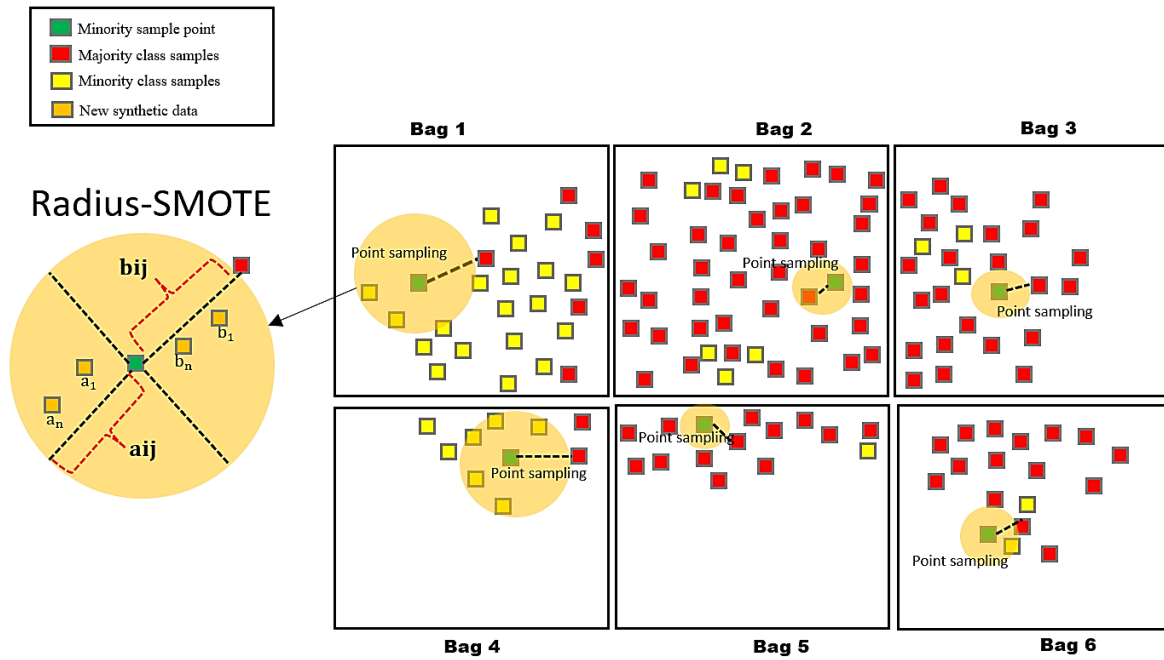 Minority sample point
Majority class samples
Minority class samples
New synthetic data
Bag 1
Bag 2
Bag 3
Radius-SMOTE
bij
b1
bn
a1
an
aij
Point sampling
Point sampling
Point sampling
Point sampling
Point sampling
Point sampling
Bag 4
Bag 5
Bag 6